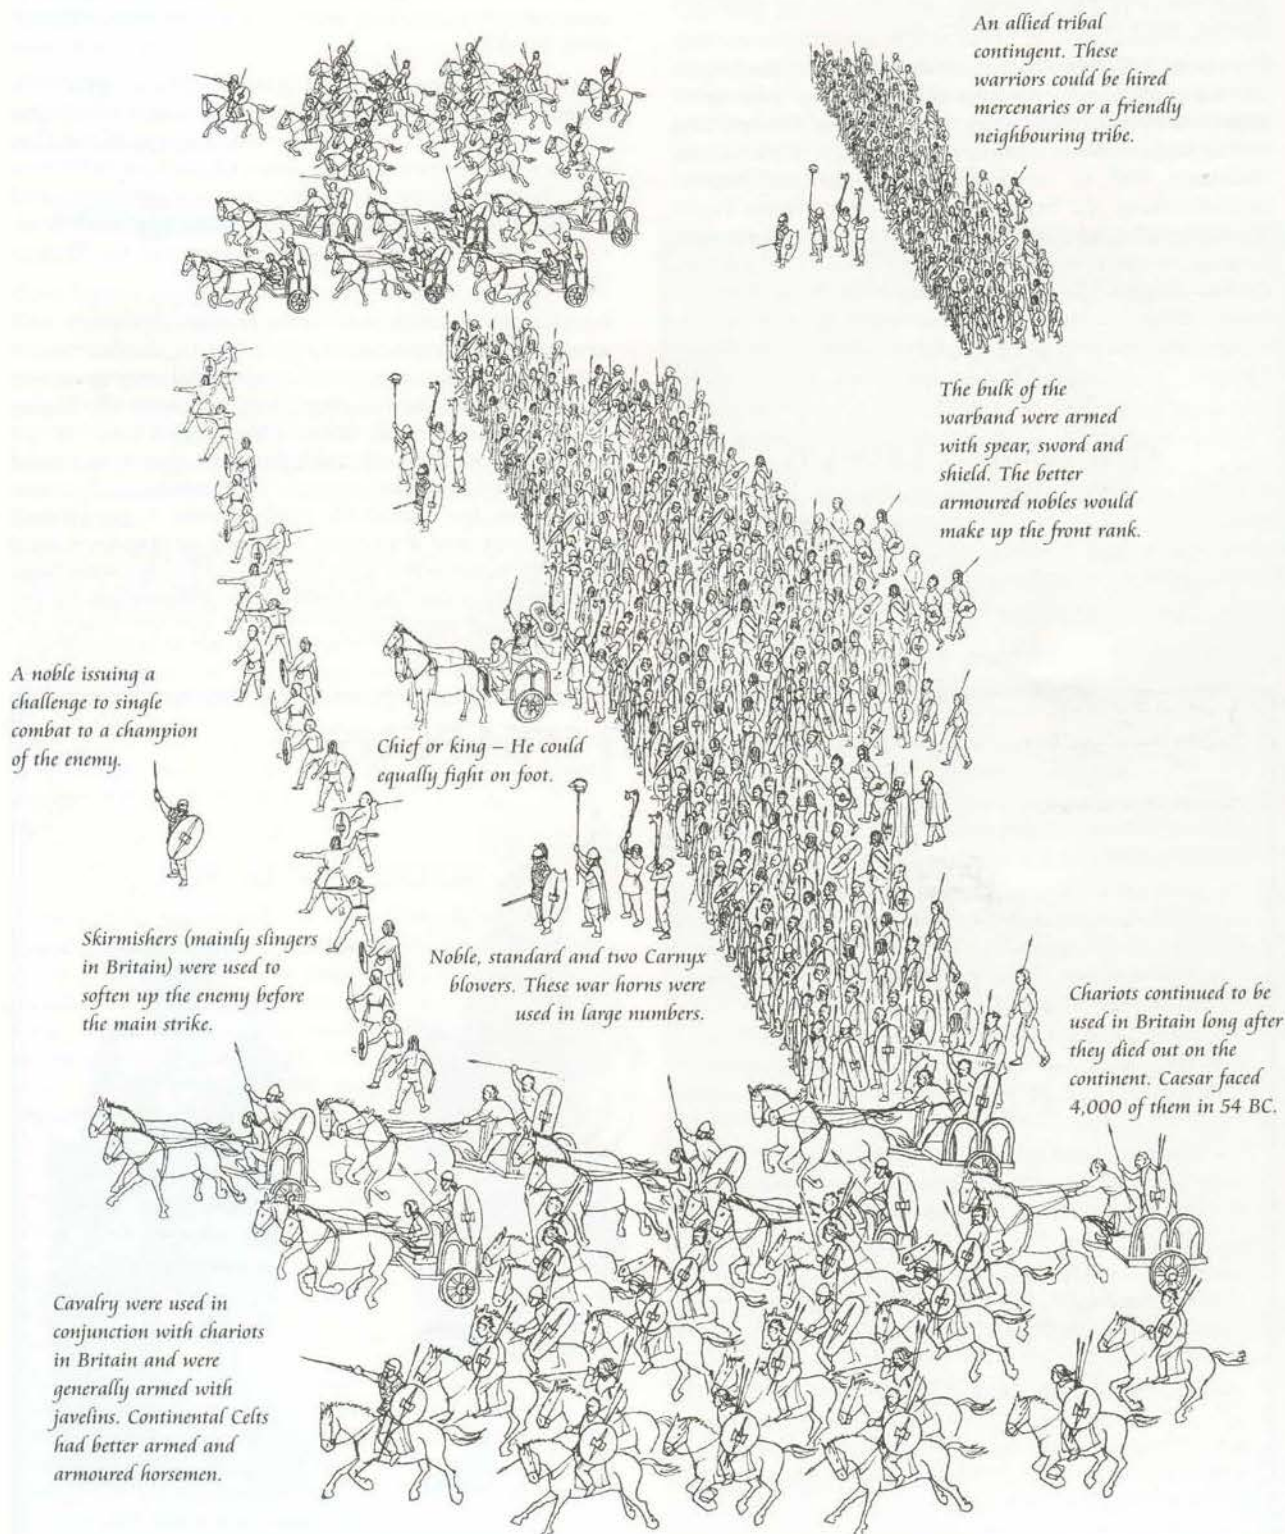 An allied tribal
contingent. These
warriors could be hired
mercenaries or a friendly
neighbouring tribe.
The bulk of the
warband were armed
with spear, sword and
shield. The better
armoured nobles would
make up the front rank.
A noble issuing a
challenge to single
combat to a champion
of the enemy.
Chief or king – He could
equally fight on foot.
Skirmishers (mainly slingers
in Britain) were used to
soften up the enemy before
the main strike.
Noble, standard and two Carnyx
blowers. These war horns were
used in large numbers.
Chariots continued to be
used in Britain long after
they died out on the
continent. Caesar faced
4,000 of them in 54 BC.
Cavalry were used in
conjunction with chariots
in Britain and were
generally armed with
javelins. Continental Celts
had better armed and
armoured horsemen.